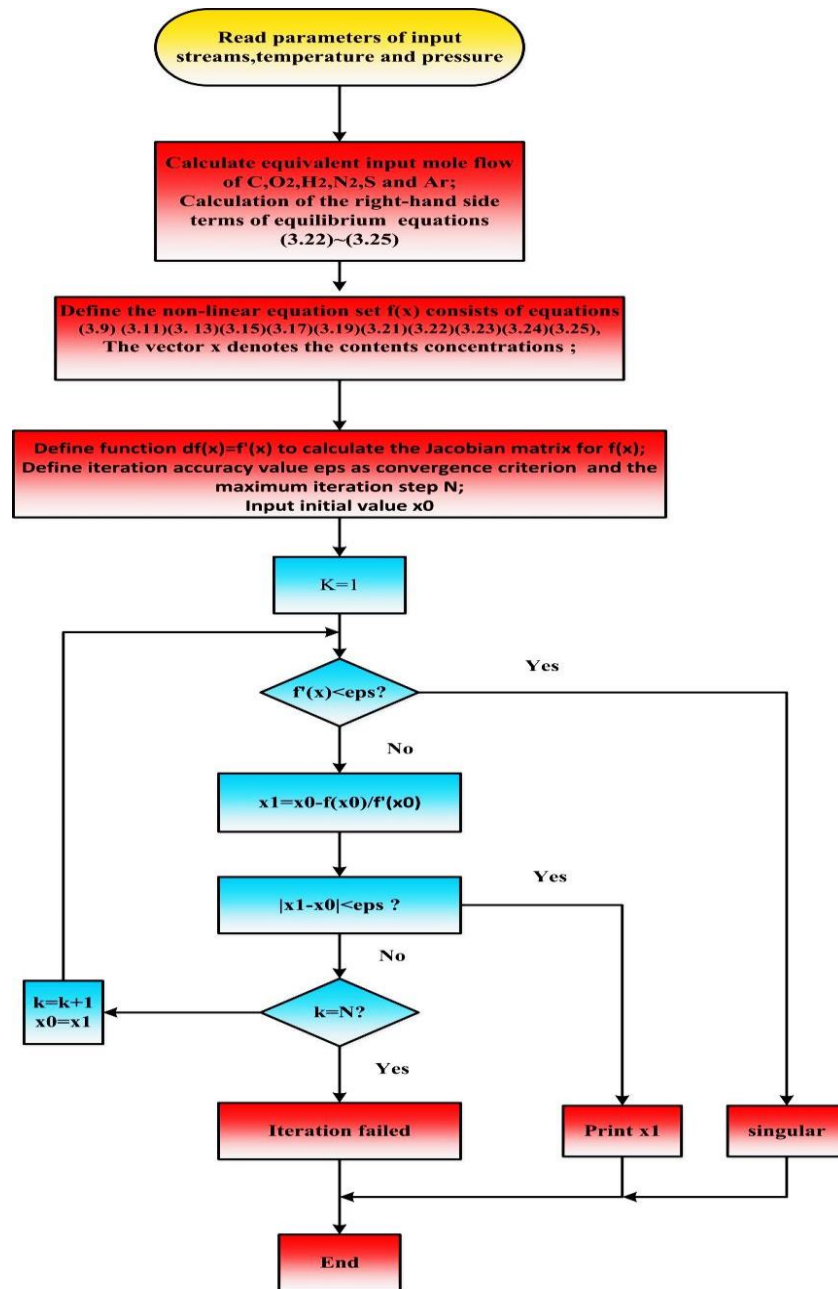 Read parameters of input
streams,temperature and pressure
Calculate equivalent input mole flow
of C,O2,H2,N2,S and Ar;
Calculation of the right-hand side
terms of equilibrium equations
(3.22)~(3.25)
Define the non-linear equation set f(x) consists of equations
(3.9) (3.11)(3. 13)(3.15)(3.17)(3.19)(3.21)(3.22)(3.23)(3.24)(3.25),
The vector x denotes the contents concentrations ;
Define function df(x)=f'(x) to calculate the Jacobian matrix for f(x);
Define iteration accuracy value eps as convergence criterion and the
maximum iteration step N;
Input initial value x0
K=1
Yes
f'(x)<eps?
No
x1=x0-f(x0)/f'(x0)
Yes
|x1-x0|<eps ?
No
k=k+1
x0=x1
k=N?
Yes
Iteration failed
Print x1
singular
End